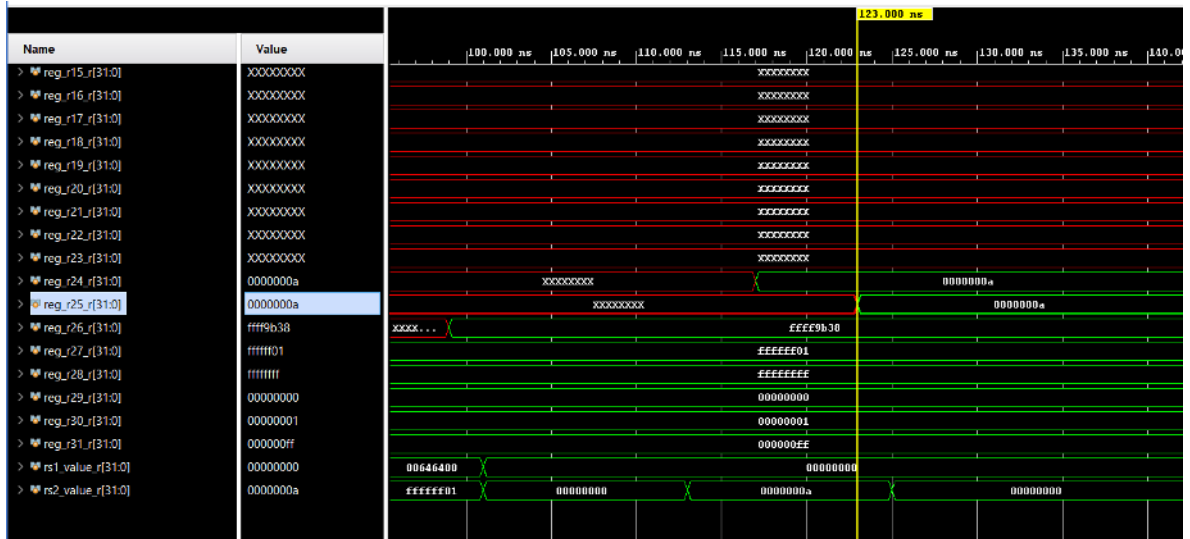 123.000 ns
Name Value
100.000 ns 105.000 ns 110.000 ns 115.000 ns 120.000 ns 125.000 ns 130.000 ns 135.000 ns 140.0
reg_r15_r[31:0] XXXXXXXX XXXXXXXX
reg_r16_r[31:0] XXXXXXXX XXXXXXXX
reg_r17_r[31:0] XXXXXXXX XXXXXXXX
reg_r18_r[31:0] XXXXXXXX XXXXXXXX
reg_r19_r[31:0] XXXXXXXX XXXXXXXX
reg_r20_r[31:0] XXXXXXXX XXXXXXXX
reg_r21_r[31:0] XXXXXXXX XXXXXXXX
reg_r22_r[31:0] XXXXXXXX XXXXXXXX
reg_r23_r[31:0] XXXXXXXX XXXXXXXX
reg_r24_r[31:0] 0000000a XXXXXXXX 0000000a
reg_r25_r[31:0] 0000000a XXXXXXXX 0000000a
reg_r26_r[31:0] ffff9b38 XXXX... ffff9b38
reg_r27_r[31:0] ffffff01 ffffff01
reg_r28_r[31:0] ffffffff ffffffff
reg_r29_r[31:0] 00000000 00000000
reg_r30_r[31:0] 00000001 00000001
reg_r31_r[31:0] 000000ff 000000ff
rs1_value_r[31:0] 00000000 00646400 00000000
rs2_value_r[31:0] 0000000a ffffff01 00000000 0000000a 00000000